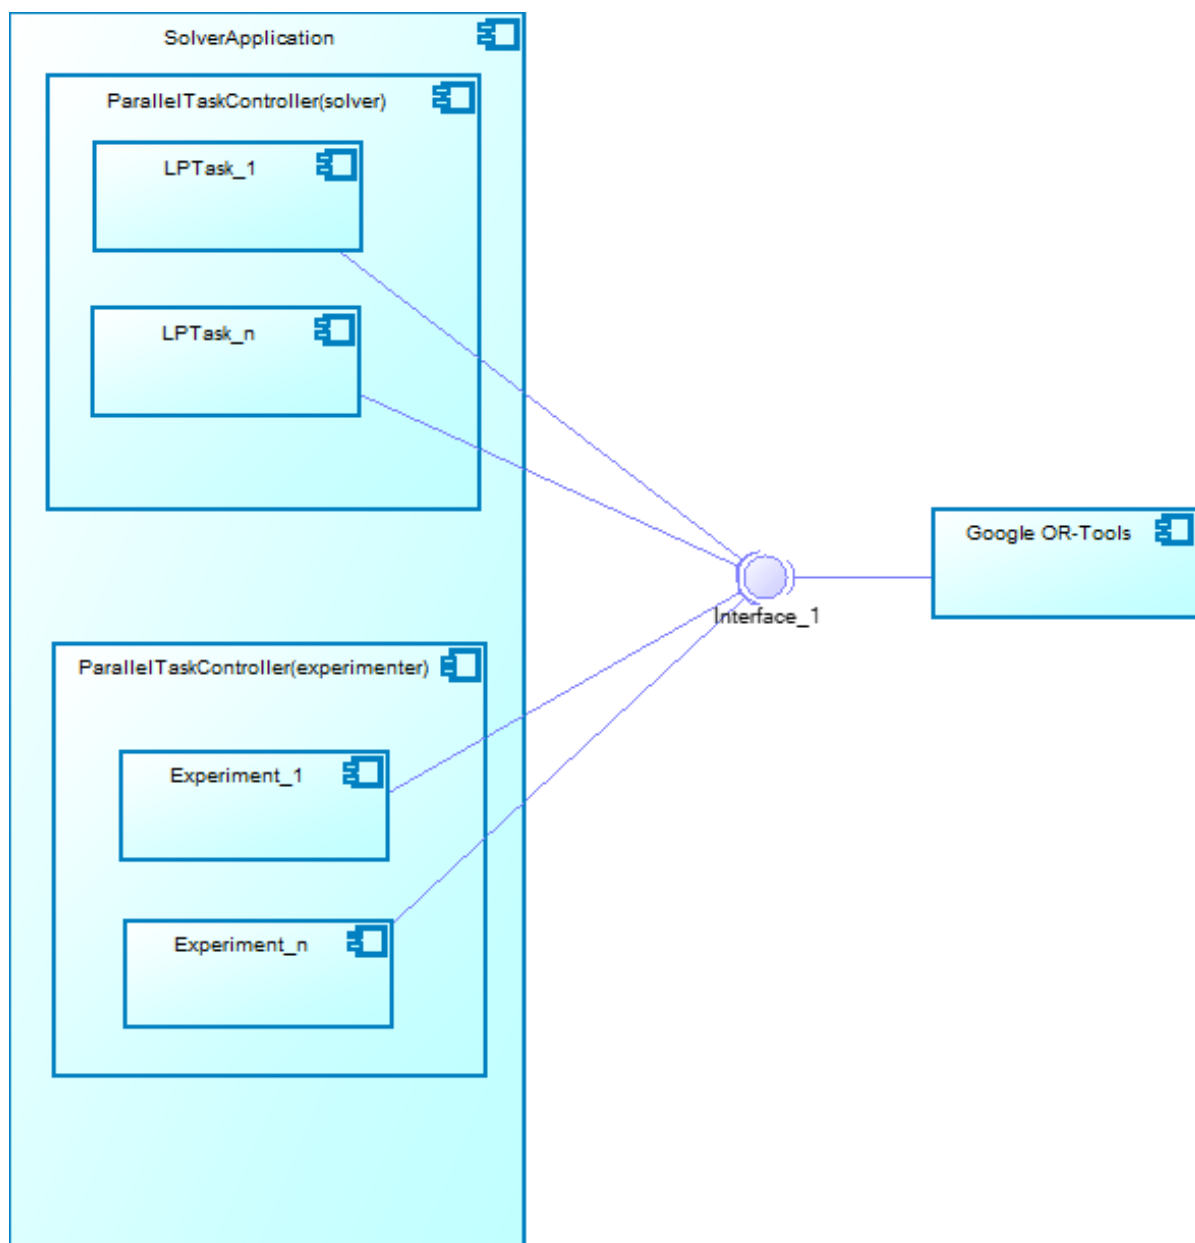 SolverApplication
ParallelTaskController(solver)
LPTask_1
LPTask_n
Google OR-Tools
Interface_1
ParallelTaskController(experimenter)
Experiment_1
Experiment_n